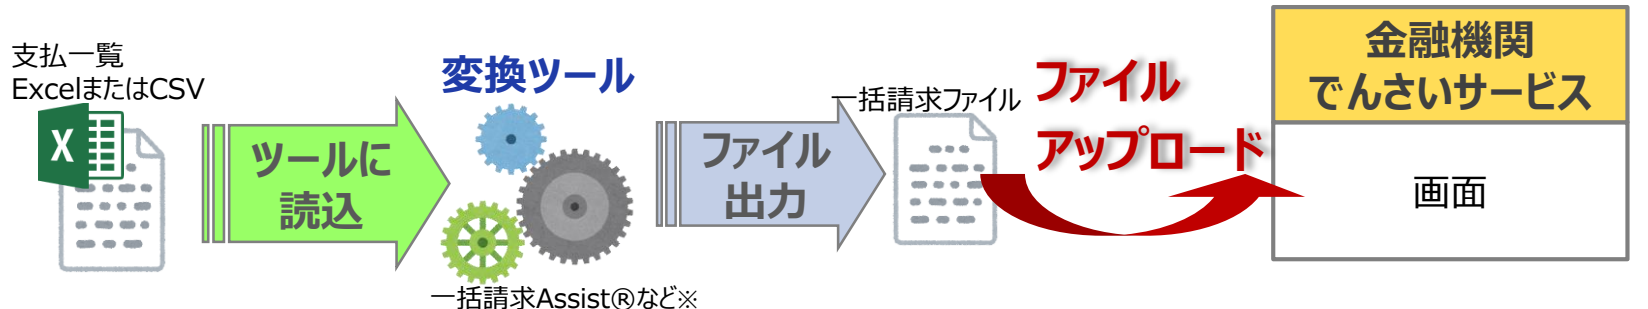 支払一覧
ExcelまたはCSV
X
ツールに
読込
変換ツール
一括請求Assist®など※
ファイル
出力
一括請求ファイル
ファイル
アップロード
金融機関
でんさいサービス
画面